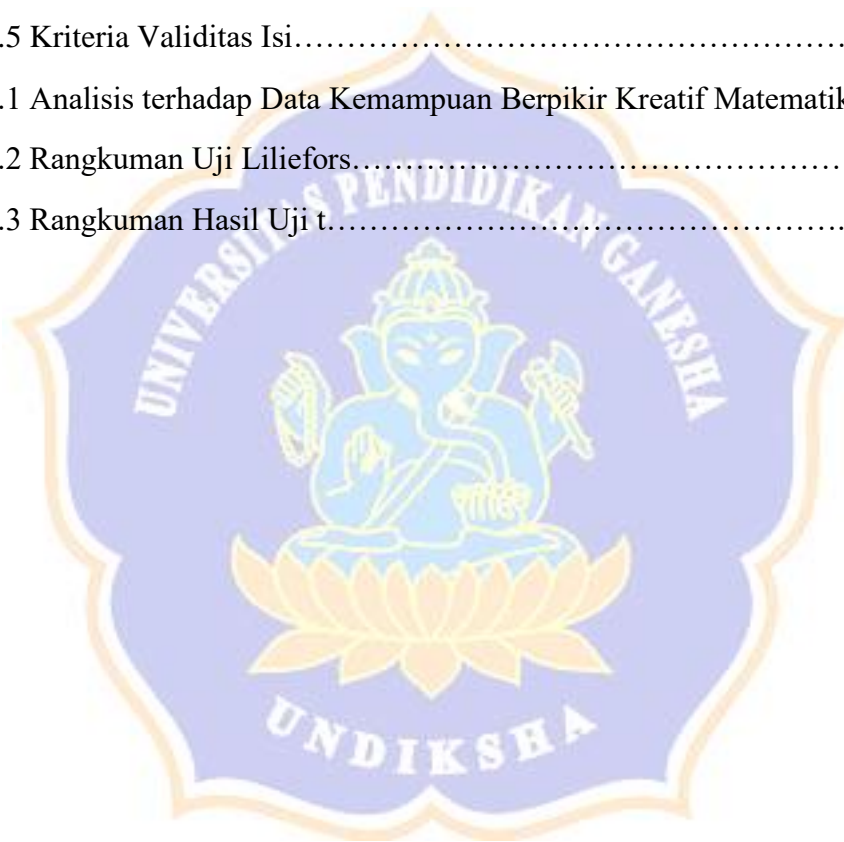 .5 Kriteria Validitas Isi……………………………………………
.1 Analisis terhadap Data Kemampuan Berpikir Kreatif Matematik
.2 Rangkuman Uji Liliefors………………………………………
.3 Rangkuman Hasil Uji t………………………………………….
UNIVERSITAS PENDIDIKAN GANESHA
UNDIKSHA